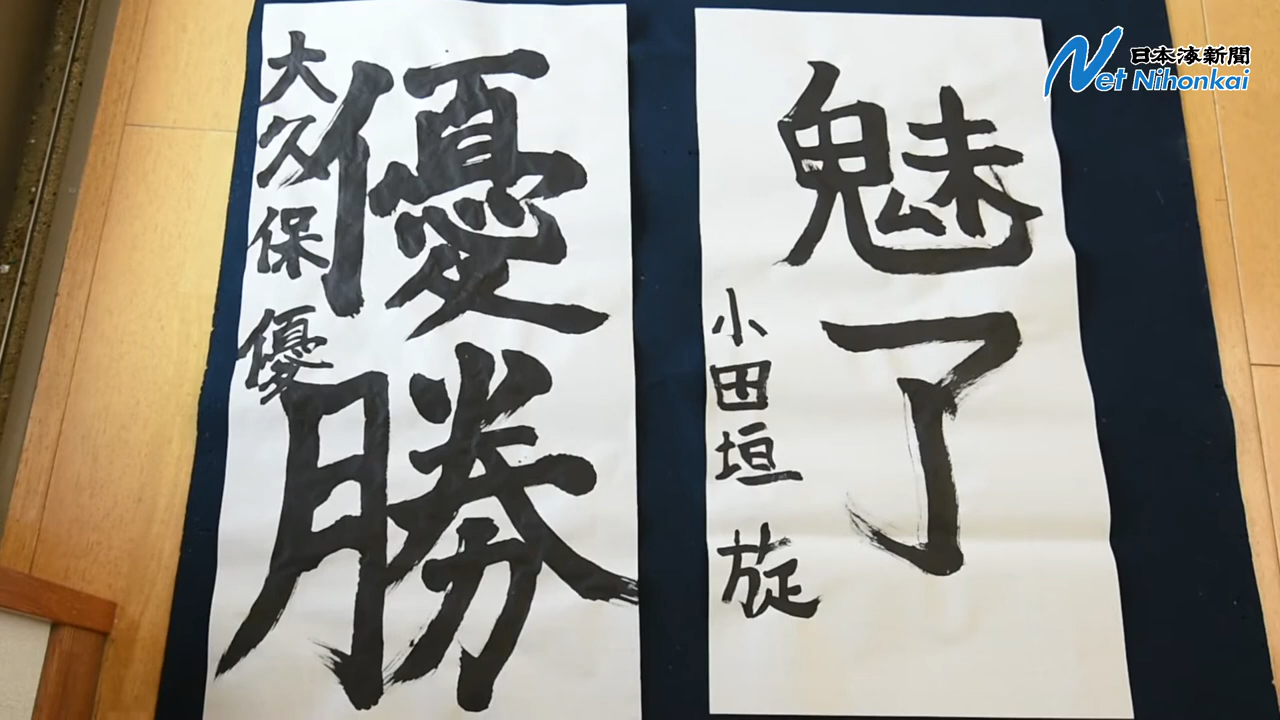 魅了
小田垣 旋
優勝
大久保 優
日本海新聞
Net Nihonkai